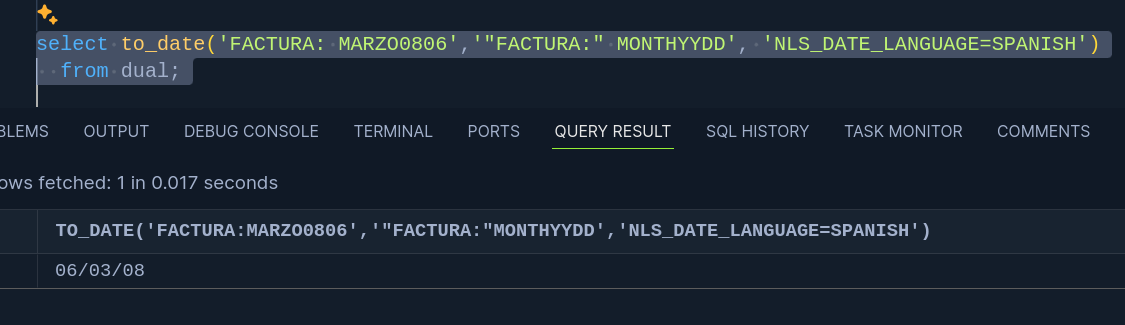 select to_date('FACTURA: MARZO0806','"FACTURA:" MONTHYYDD', 'NLS_DATE_LANGUAGE=SPANISH')
from dual;
BLEMS OUTPUT DEBUG CONSOLE TERMINAL PORTS QUERY RESULT SQL HISTORY TASK MONITOR COMMENTS
ows fetched: 1 in 0.017 seconds
TO_DATE('FACTURA:MARZO0806','"FACTURA:"MONTHYYDD','NLS_DATE_LANGUAGE=SPANISH')
06/03/08